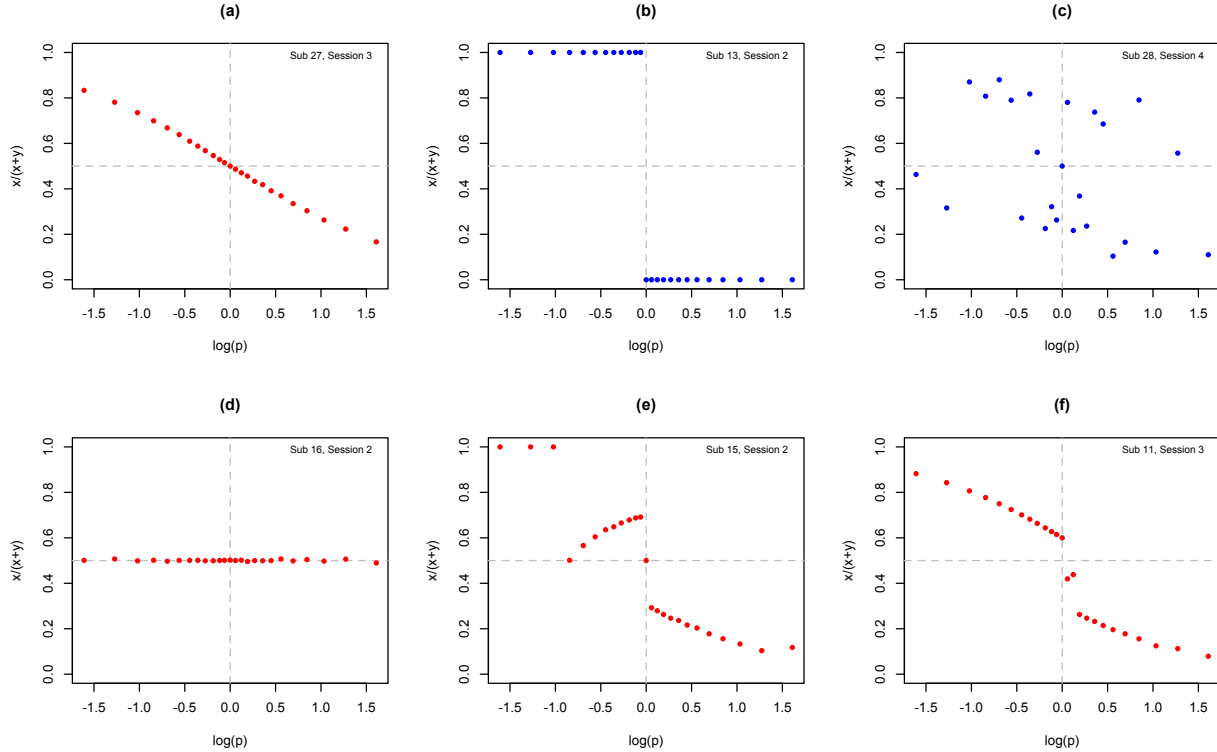 (a)
Sub 27, Session 3
x/(x+y)
0.0 0.2 0.4 0.6 0.8 1.0
-1.5 -1.0 -0.5 0.0 0.5 1.0 1.5
log(p)
(b)
Sub 13, Session 2
x/(x+y)
0.0 0.2 0.4 0.6 0.8 1.0
-1.5 -1.0 -0.5 0.0 0.5 1.0 1.5
log(p)
(c)
Sub 28, Session 4
x/(x+y)
0.0 0.2 0.4 0.6 0.8 1.0
-1.5 -1.0 -0.5 0.0 0.5 1.0 1.5
log(p)
(d)
Sub 16, Session 2
x/(x+y)
0.0 0.2 0.4 0.6 0.8 1.0
-1.5 -1.0 -0.5 0.0 0.5 1.0 1.5
log(p)
(e)
Sub 15, Session 2
x/(x+y)
0.0 0.2 0.4 0.6 0.8 1.0
-1.5 -1.0 -0.5 0.0 0.5 1.0 1.5
log(p)
(f)
Sub 11, Session 3
x/(x+y)
0.0 0.2 0.4 0.6 0.8 1.0
-1.5 -1.0 -0.5 0.0 0.5 1.0 1.5
log(p)